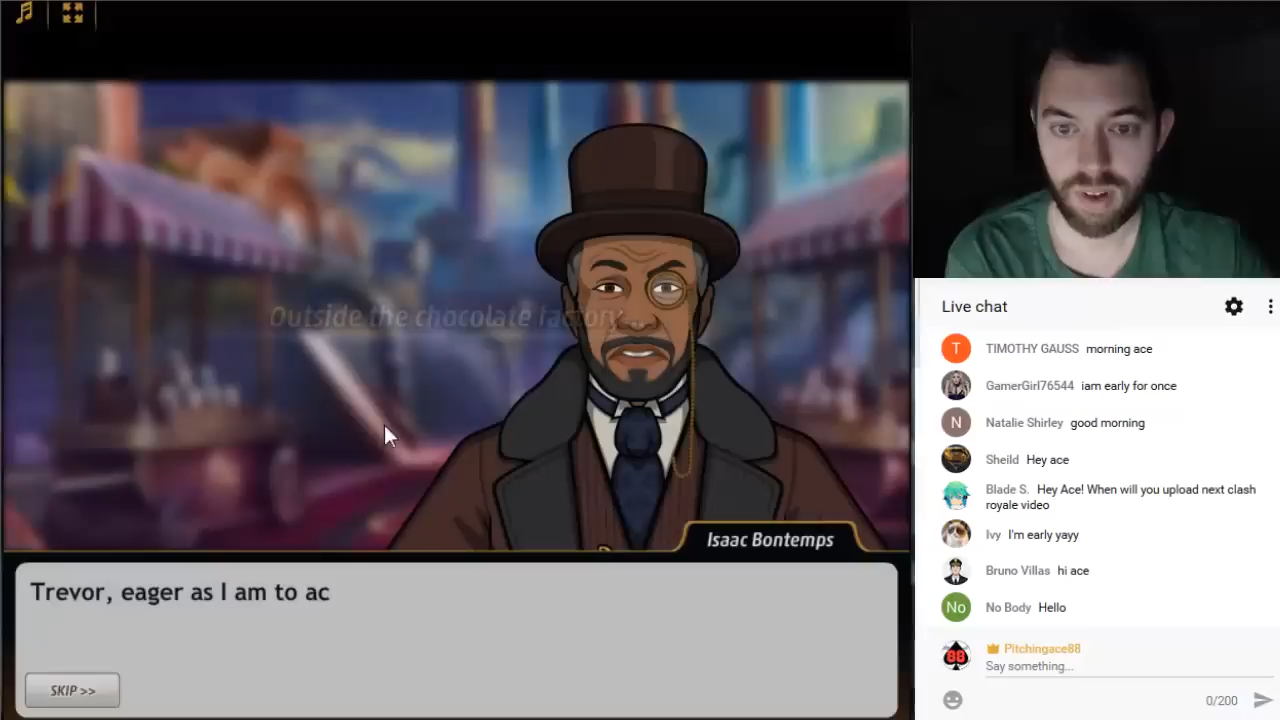 Outside the chocolate factory...
Isaac Bontemps
Trevor, eager as I am to ac
SKIP >>
Live chat
T TIMOTHY GAUSS morning ace
GamerGirl76544 iam early for once
N Natalie Shirley good morning
Sheild Hey ace
Blade S. Hey Ace! When will you upload next clash
royale video
Ivy I'm early yayy
Bruno Villas hi ace
No No Body Hello
88 Pitchingace88
Say something...
0/200